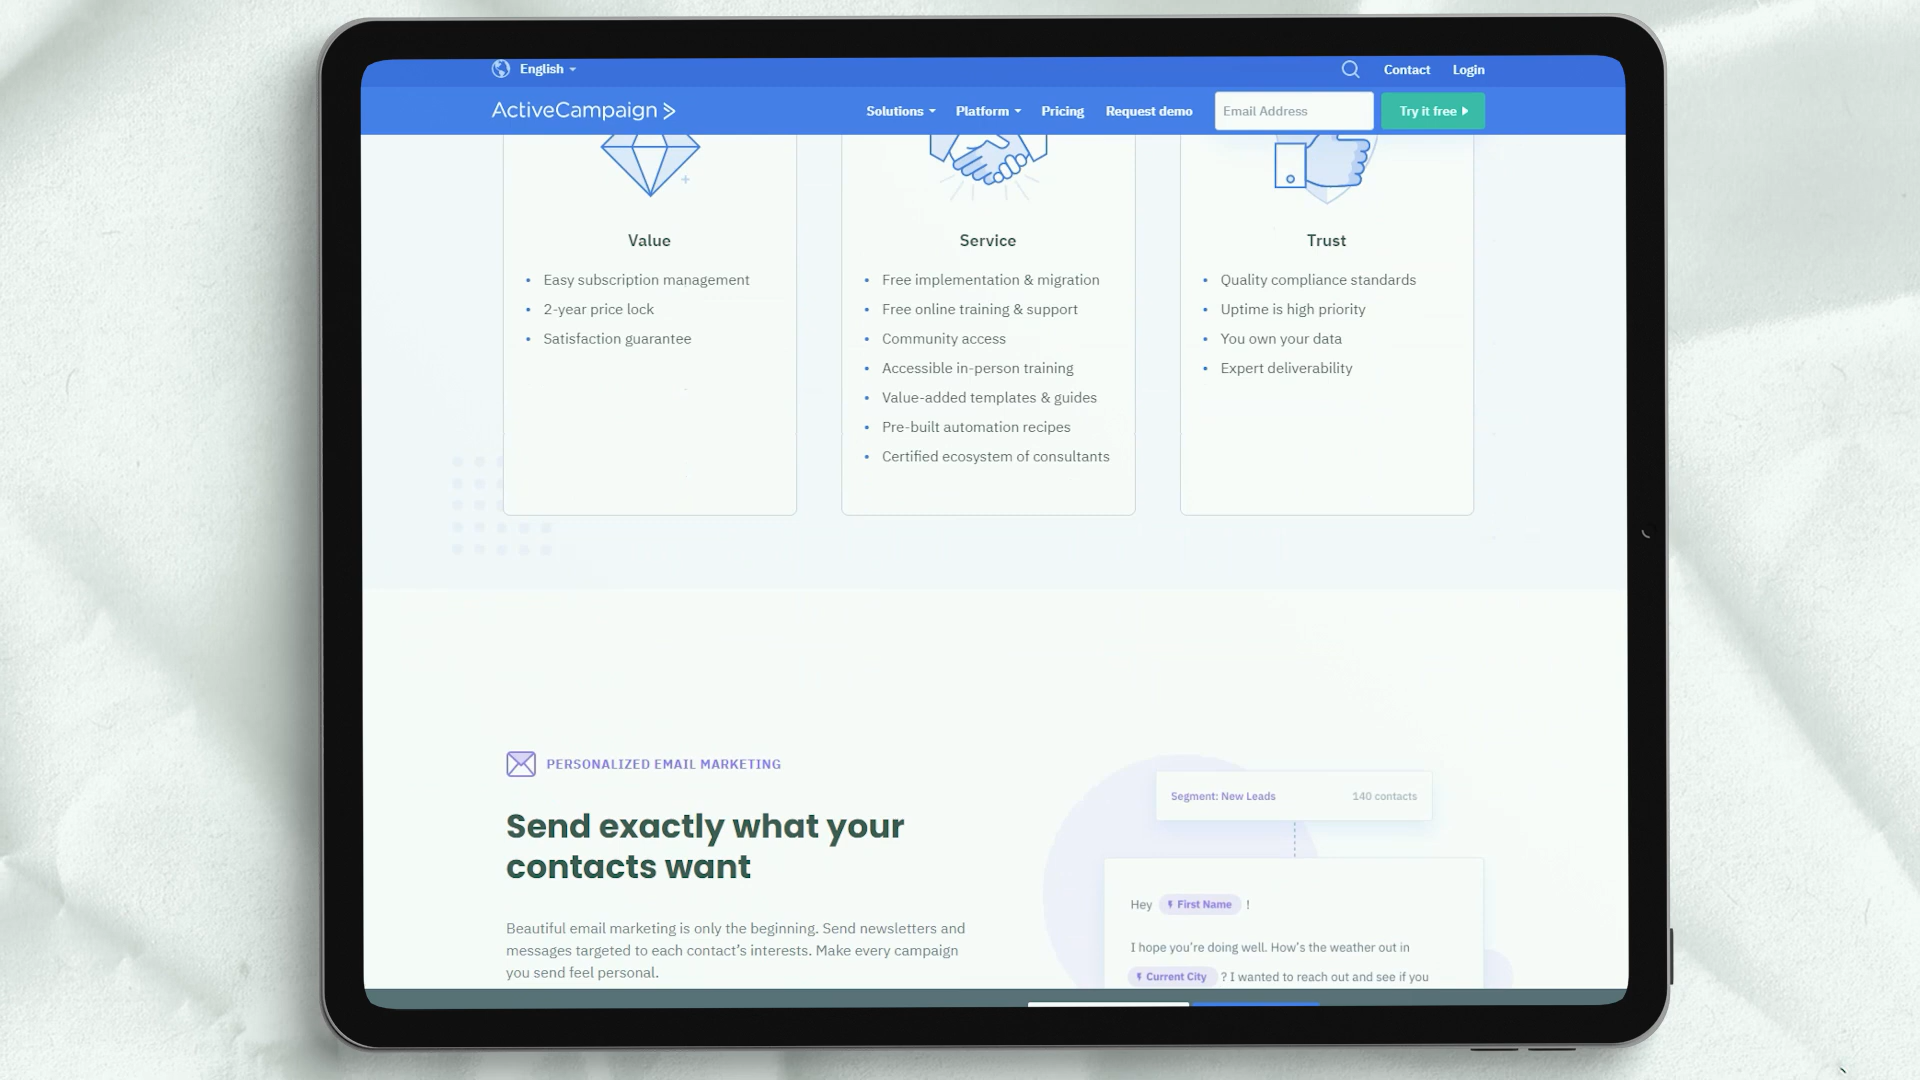 English
Contact
Login
ActiveCampaign >
Solutions
Platform
Pricing
Request demo
Email Address
Try it free
Value
Easy subscription management
2-year price lock
Satisfaction guarantee
Service
Free implementation & migration
Free online training & support
Community access
Accessible in-person training
Value-added templates & guides
Pre-built automation recipes
Certified ecosystem of consultants
Trust
Quality compliance standards
Uptime is high priority
You own your data
Expert deliverability
PERSONALIZED EMAIL MARKETING
Send exactly what your
contacts want
Beautiful email marketing is only the beginning. Send newsletters and
messages targeted to each contact’s interests. Make every campaign
you send feel personal.
Segment: New Leads
140 contacts
Hey First Name !
I hope you’re doing well. How’s the weather out in
Current City ? I wanted to reach out and see if you